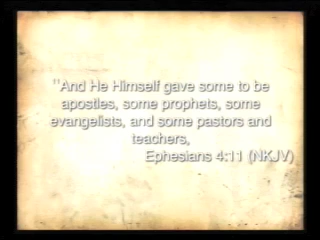 "And He Himself gave some to be
apostles, some prophets, some
evangelists, and some pastors and
teachers,
Ephesians 4:11 (NKJV)